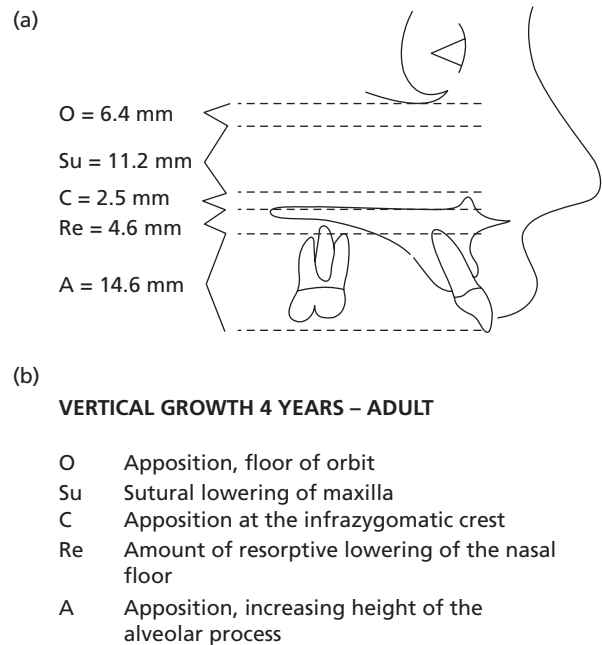 (a)
O = 6.4 mm
Su = 11.2 mm
C = 2.5 mm
Re = 4.6 mm
A = 14.6 mm
(b)
VERTICAL GROWTH 4 YEARS – ADULT
O Apposition, floor of orbit
Su Sutural lowering of maxilla
C Apposition at the infrazygomatic crest
Re Amount of resorptive lowering of the nasal
floor
A Apposition, increasing height of the
alveolar process